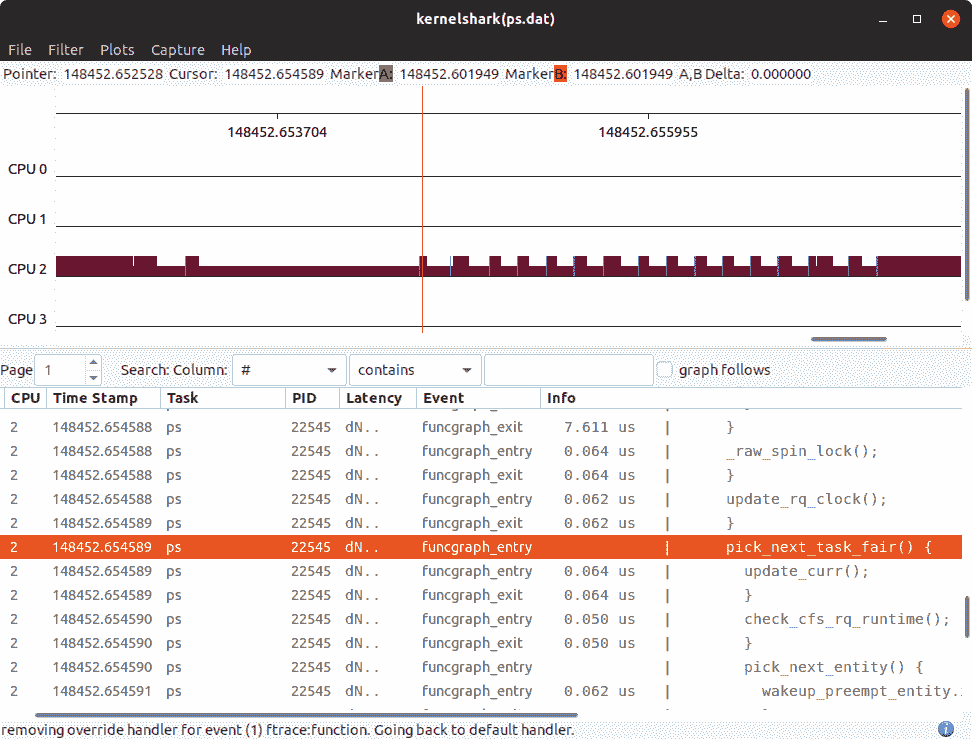 kernelshark(ps.dat)
File Filter Plots Capture Help
Pointer: 148452.652528 Cursor: 148452.654589 MarkerA: 148452.601949 MarkerB: 148452.601949 A,B Delta: 0.000000
148452.653704 148452.655955
CPU 0
CPU 1
CPU 2
CPU 3
Page 1 Search: Column: # contains graph follows
CPU Time Stamp Task PID Latency Event Info
2 148452.654588 ps 22545 dN.. funcgraph_exit 7.611 us | }
2 148452.654588 ps 22545 dN.. funcgraph_entry 0.064 us | _raw_spin_lock();
2 148452.654588 ps 22545 dN.. funcgraph_exit 0.064 us | }
2 148452.654588 ps 22545 dN.. funcgraph_entry 0.062 us | update_rq_clock();
2 148452.654589 ps 22545 dN.. funcgraph_exit 0.062 us | }
2 148452.654589 ps 22545 dN.. funcgraph_entry | pick_next_task_fair() {
2 148452.654589 ps 22545 dN.. funcgraph_entry 0.064 us | update_curr();
2 148452.654589 ps 22545 dN.. funcgraph_exit 0.064 us | }
2 148452.654590 ps 22545 dN.. funcgraph_entry 0.050 us | check_cfs_rq_runtime();
2 148452.654590 ps 22545 dN.. funcgraph_exit 0.050 us | }
2 148452.654590 ps 22545 dN.. funcgraph_entry | pick_next_entity() {
2 148452.654591 ps 22545 dN.. funcgraph_entry 0.062 us | wakeup_preempt_entity.
removing override handler for event (1) ftrace:function. Going back to default handler.